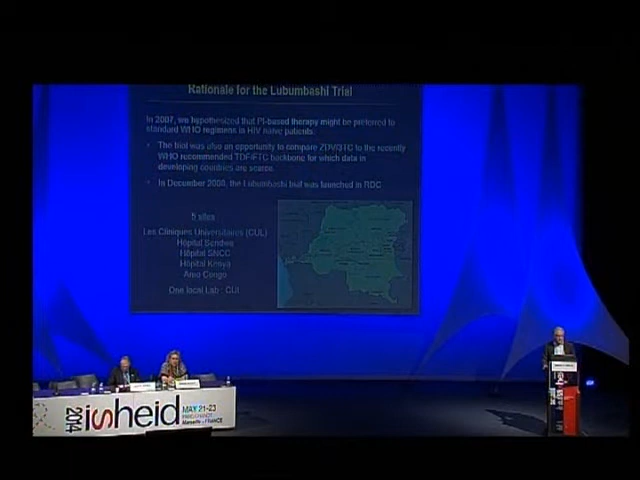 Rationale for the Lubumbashi Trial
In 2007, we hypothesized that PI-based therapy might be preferred to
standard WHO regimens in HIV naive patients.
• The trial was also an opportunity to compare ZDV/3TC to the recently
WHO recommended TDF/FTC backbone for which data in
developing countries are scarce.
• In December 2008, the Lubumbashi trial was launched in RDC
5 sites
Les Cliniques Universitaires (CUL)
Hôpital Sendwe
Hôpital SNCC
Hôpital Kenya
Amo Congo
One local Lab : CUL
2014
isheid
MAY 21-23
Marseille - FRANCE